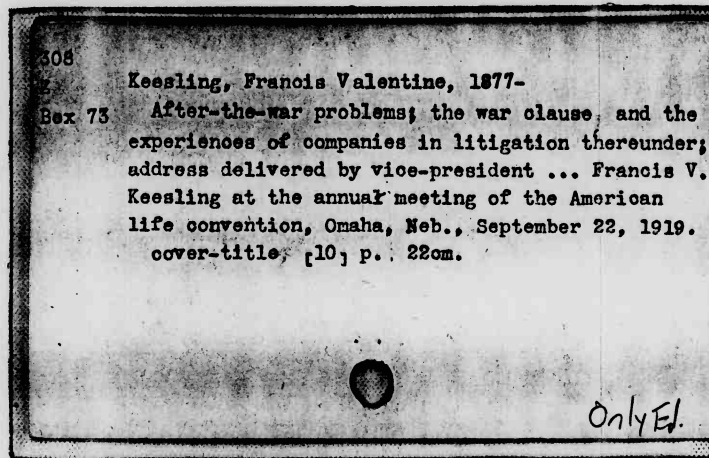 308
Z
Box 73
Keesling, Francis Valentine, 1877-
After-the-war problems; the war clause, and the
experiences of companies in litigation thereunder;
address delivered by vice-president ... Francis V.
Keesling at the annual meeting of the American
life convention, Omaha, Neb., September 22, 1919.
cover-title, [10] p. 22cm.
Only Ed.